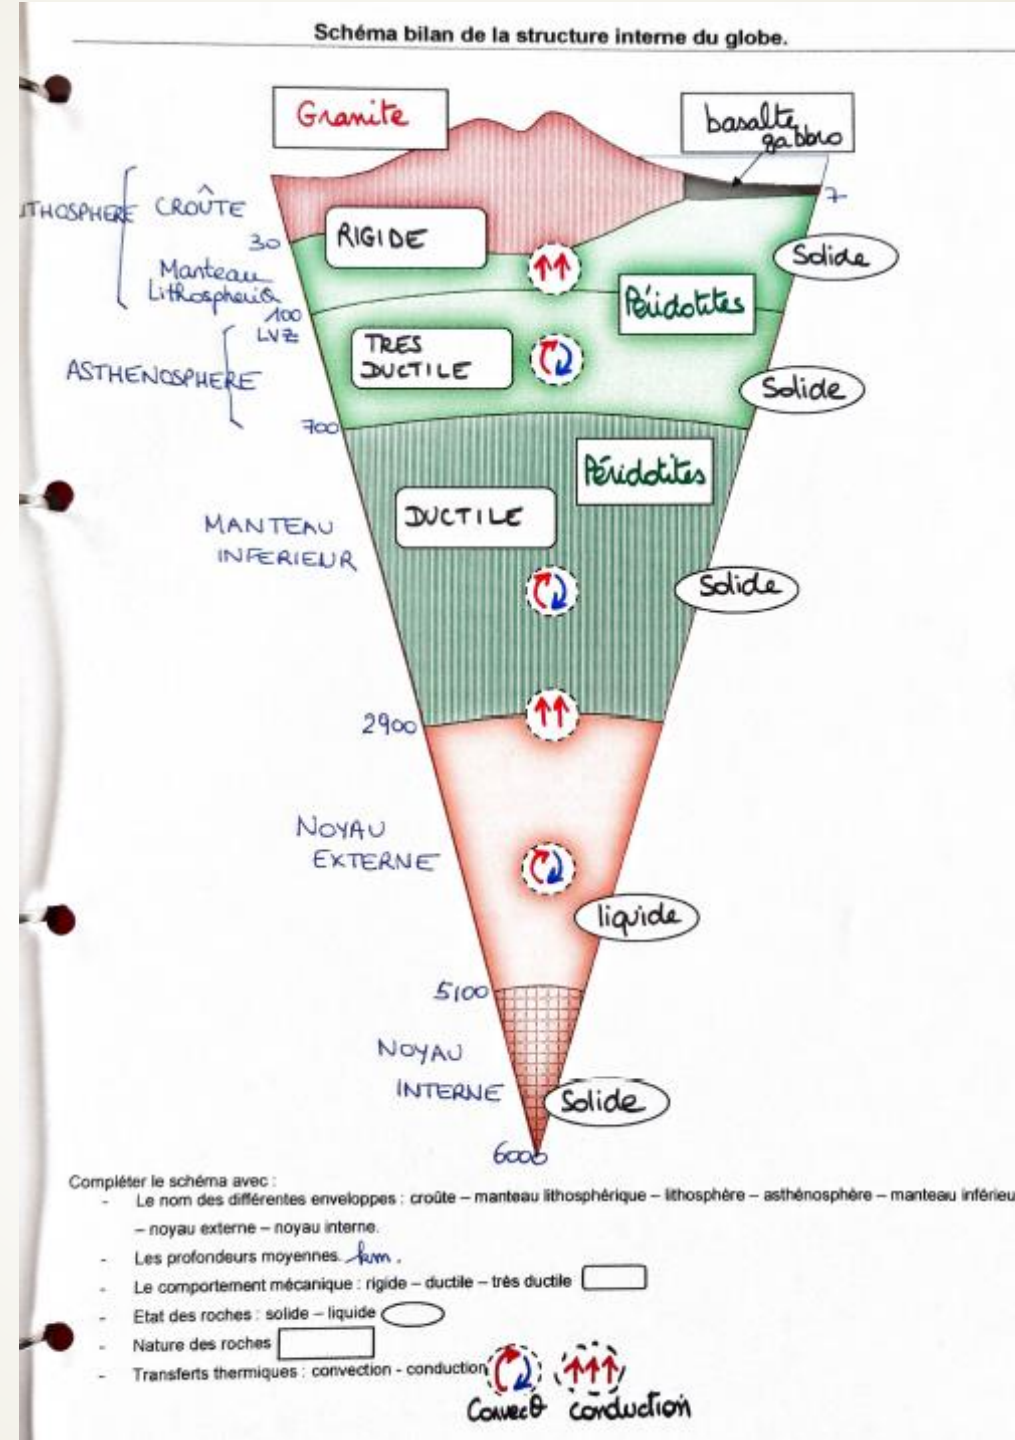 Schéma bilan de la structure interne du globe.
Granite
basalte
gabbro
THOSPHERE
CROÛTE
7
30
RIGIDE
Solide
Manteau
Lithospheriq
Péridotites
100
LVZ
TRES
DUCTILE
ASTHENOSPHERE
Solide
700
Péridotites
DUCTILE
MANTEAU
INFERIEUR
Solide
2900
NOYAU
EXTERNE
liquide
5100
NOYAU
INTERNE
Solide
6000
Compléter le schéma avec :
- Le nom des différentes enveloppes : croûte – manteau lithosphérique – lithosphère – asthénosphère – manteau inférieu
– noyau externe – noyau interne.
- Les profondeurs moyennes. km.
- Le comportement mécanique : rigide – ductile – très ductile
- Etat des roches : solide – liquide
- Nature des roches
- Transferts thermiques : convection - conduction
Convecθ conduction